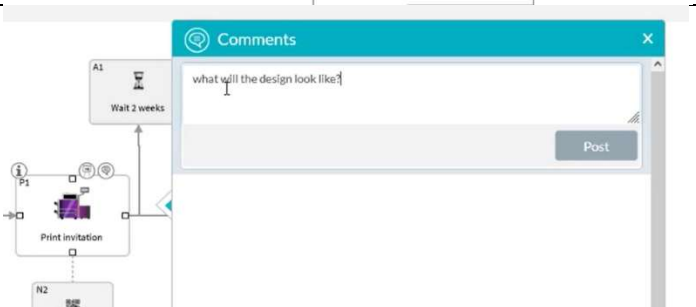 Comments
X
what will the design look like?
Post
A1
Wait 2 weeks
P1
Print invitation
N2